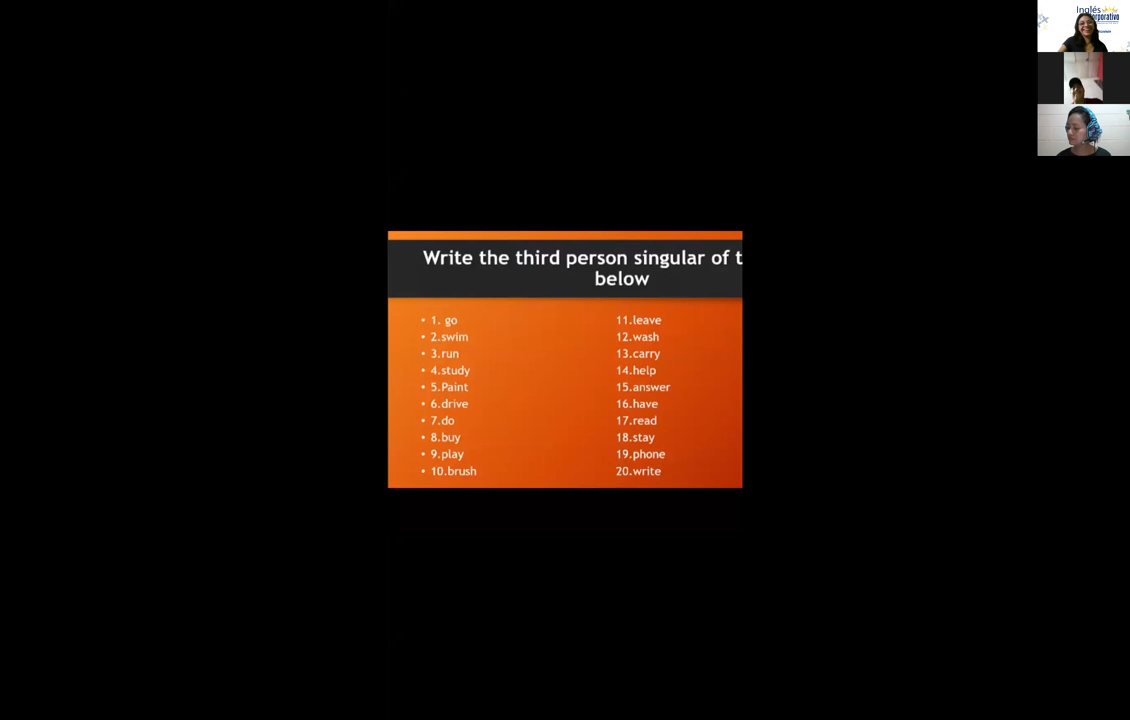 Inglés
Write the third person singular of t
below
• 1. go
• 2.swim
• 3.run
• 4.study
• 5.Paint
• 6.drive
• 7.do
• 8.buy
• 9.play
• 10.brush
11.leave
12.wash
13.carry
14.help
15.answer
16.have
17.read
18.stay
19.phone
20.write